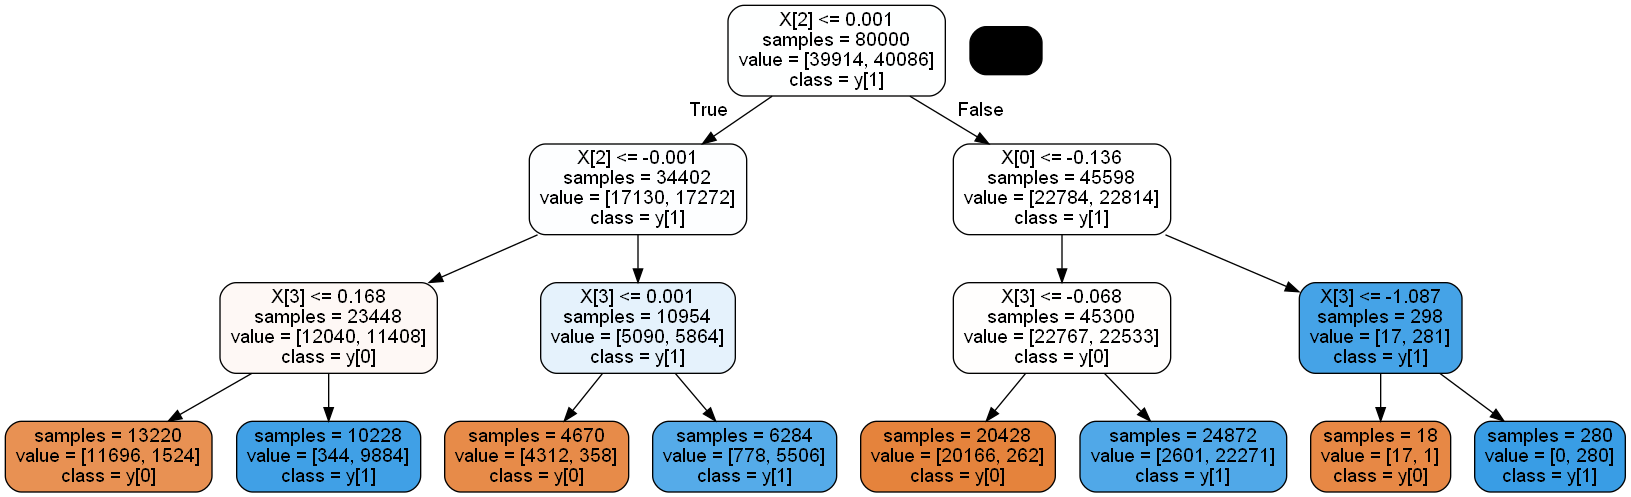 X[2] <= 0.001
samples = 80000
value = [39914, 40086]
class = y[1]
True
False
X[2] <= -0.001
samples = 34402
value = [17130, 17272]
class = y[1]
X[0] <= -0.136
samples = 45598
value = [22784, 22814]
class = y[1]
X[3] <= 0.168
samples = 23448
value = [12040, 11408]
class = y[0]
X[3] <= 0.001
samples = 10954
value = [5090, 5864]
class = y[1]
X[3] <= -0.068
samples = 45300
value = [22767, 22533]
class = y[0]
X[3] <= -1.087
samples = 298
value = [17, 281]
class = y[1]
samples = 13220
value = [11696, 1524]
class = y[0]
samples = 10228
value = [344, 9884]
class = y[1]
samples = 4670
value = [4312, 358]
class = y[0]
samples = 6284
value = [778, 5506]
class = y[1]
samples = 20428
value = [20166, 262]
class = y[0]
samples = 24872
value = [2601, 22271]
class = y[1]
samples = 18
value = [17, 1]
class = y[0]
samples = 280
value = [0, 280]
class = y[1]